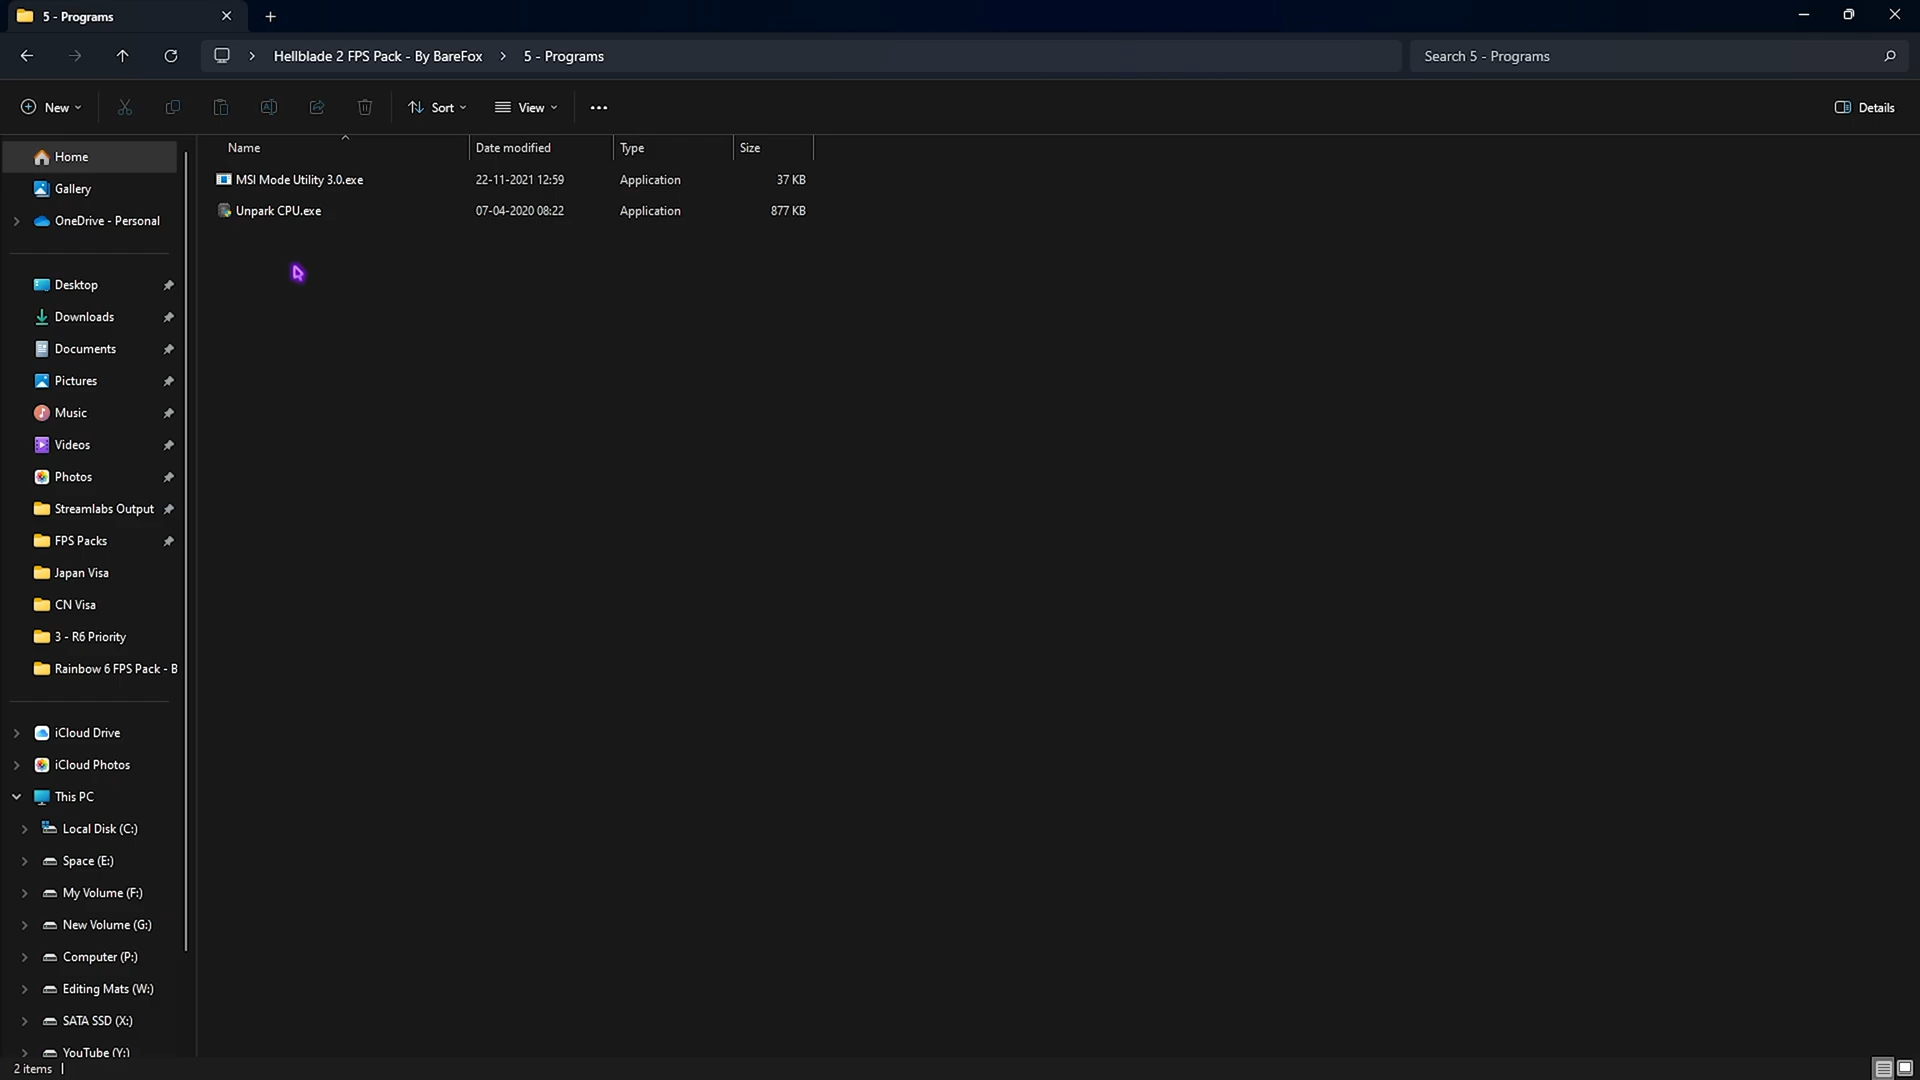 5 - Programs
Hellblade 2 FPS Pack - By BareFox > 5 - Programs
Search 5 - Programs
New
Sort
View
Details
Name Date modified Type Size
MSI Mode Utility 3.0.exe 22-11-2021 12:59 Application 37 KB
Unpark CPU.exe 07-04-2020 08:22 Application 877 KB
Home
Gallery
OneDrive - Personal
Desktop
Downloads
Documents
Pictures
Music
Videos
Photos
Streamlabs Output
FPS Packs
Japan Visa
CN Visa
3 - R6 Priority
Rainbow 6 FPS Pack - B
iCloud Drive
iCloud Photos
This PC
Local Disk (C:)
Space (E:)
My Volume (F:)
New Volume (G:)
Computer (P:)
Editing Mats (W:)
SATA SSD (X:)
YouTube (Y:)
2 items